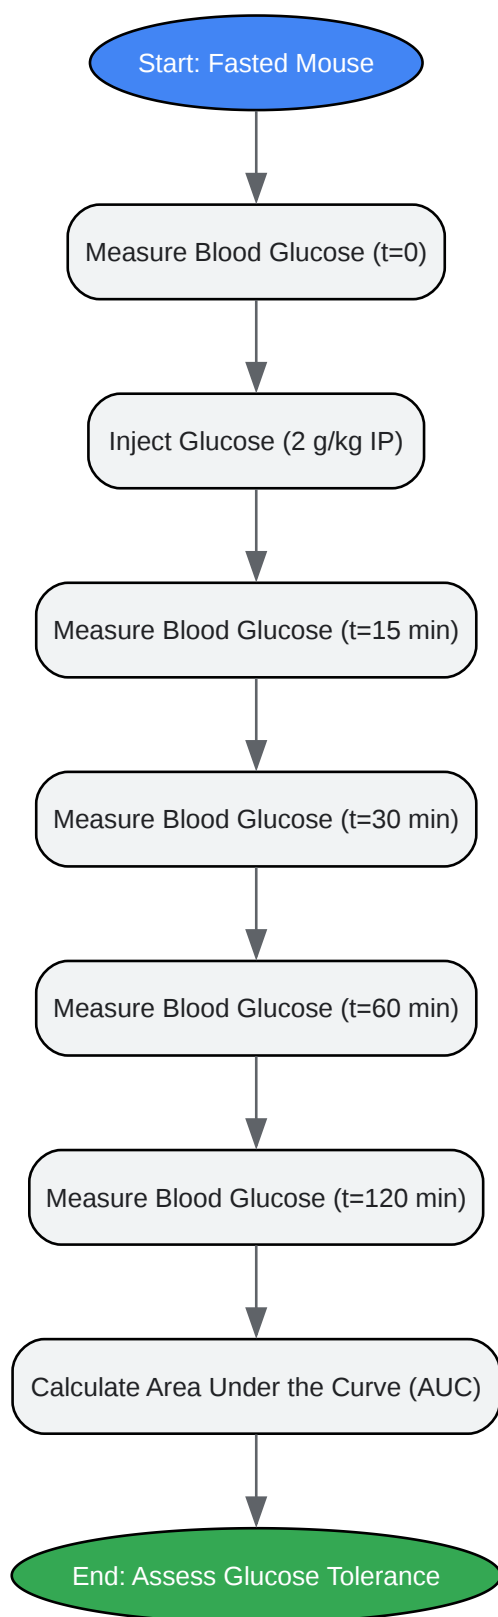 Start: Fasted Mouse
Measure Blood Glucose (t=0)
Inject Glucose (2 g/kg IP)
Measure Blood Glucose (t=15 min)
Measure Blood Glucose (t=30 min)
Measure Blood Glucose (t=60 min)
Measure Blood Glucose (t=120 min)
Calculate Area Under the Curve (AUC)
End: Assess Glucose Tolerance